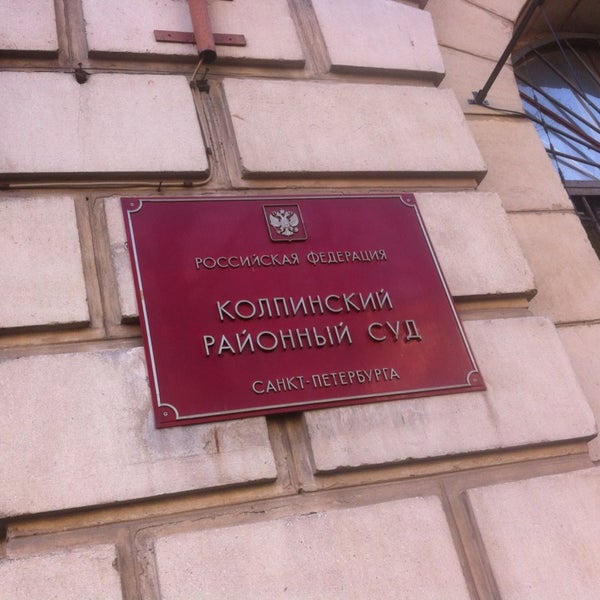 РОССИЙСКАЯ ФЕДЕРАЦИЯ
КОЛПИНСКИЙ
РАЙОННЫЙ СУД
САНКТ-ПЕТЕРБУРГА